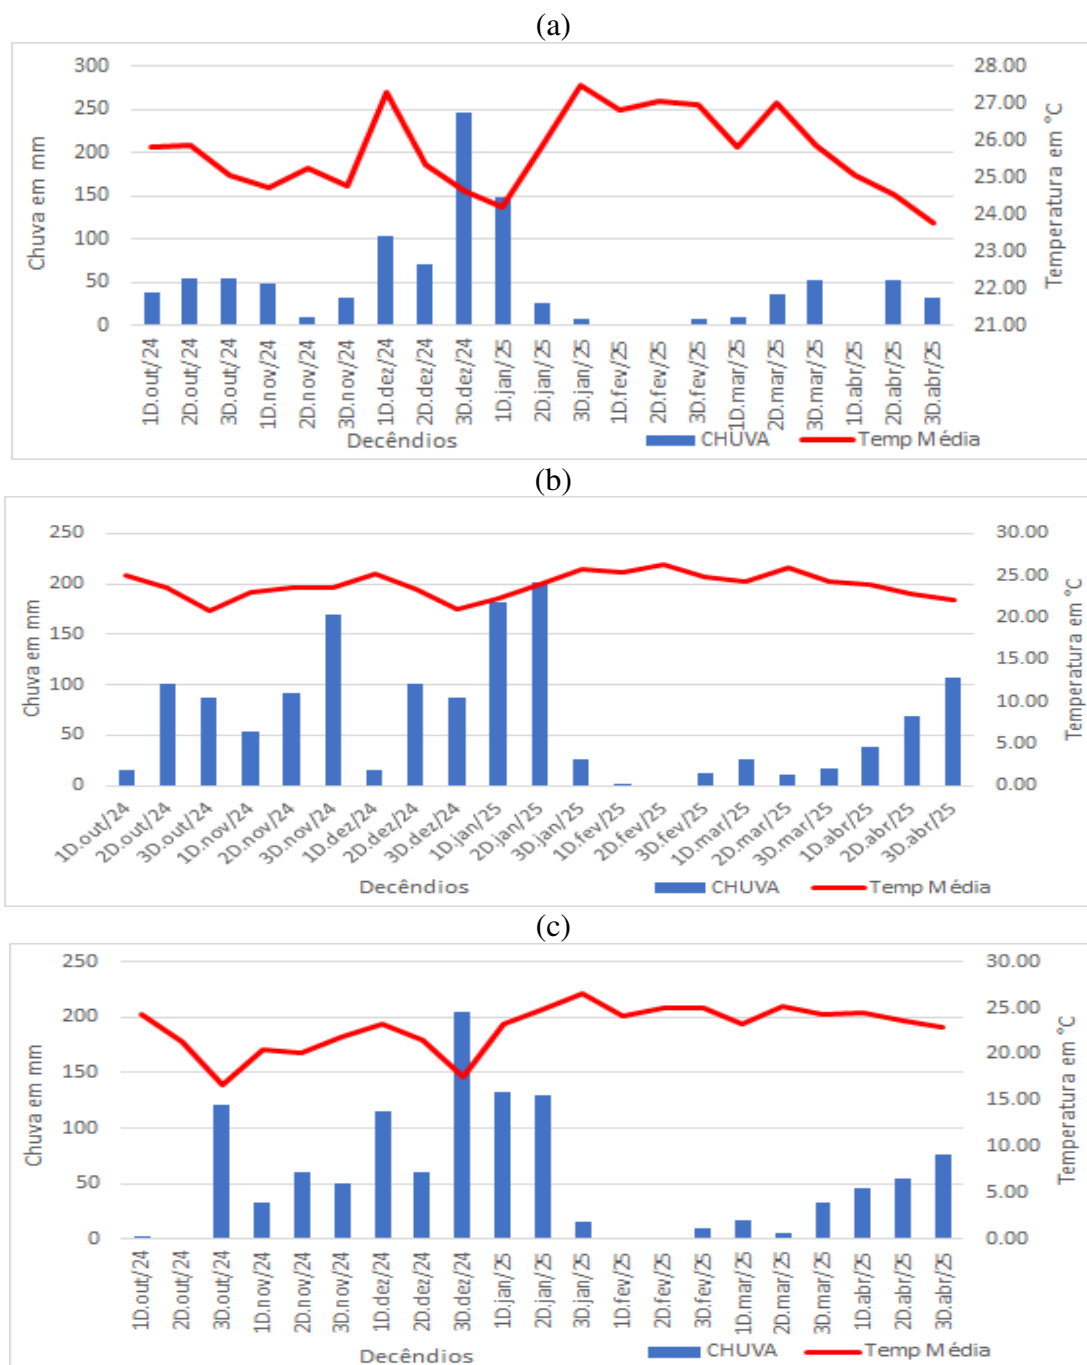 (a)
Chuva em mm
300
250
200
150
100
50
0
28.00
27.00
26.00
25.00
24.00
23.00
22.00
21.00
Temperatura em °C
1D.out/24
2D.out/24
3D.out/24
1D.nov/24
2D.nov/24
3D.nov/24
1D.dez/24
2D.dez/24
3D.dez/24
1D.jan/25
2D.jan/25
3D.jan/25
1D.fev/25
2D.fev/25
3D.fev/25
1D.mar/25
2D.mar/25
3D.mar/25
1D.abr/25
2D.abr/25
3D.abr/25
Decêndios
CHUVA
Temp Média
(b)
Chuva em mm
250
200
150
100
50
0
30.00
25.00
20.00
15.00
10.00
5.00
0.00
Temperatura em °C
1D.out/24
2D.out/24
3D.out/24
1D.nov/24
2D.nov/24
3D.nov/24
1D.dez/24
2D.dez/24
3D.dez/24
1D.jan/25
2D.jan/25
3D.jan/25
1D.fev/25
2D.fev/25
3D.fev/25
1D.mar/25
2D.mar/25
3D.mar/25
1D.abr/25
2D.abr/25
3D.abr/25
Decêndios
CHUVA
Temp Média
(c)
Chuva em mm
250
200
150
100
50
0
30.00
25.00
20.00
15.00
10.00
5.00
0.00
Temperatura em °C
1D.out/24
2D.out/24
3D.out/24
1D.nov/24
2D.nov/24
3D.nov/24
1D.dez/24
2D.dez/24
3D.dez/24
1D.jan/25
2D.jan/25
3D.jan/25
1D.fev/25
2D.fev/25
3D.fev/25
1D.mar/25
2D.mar/25
3D.mar/25
1D.abr/25
2D.abr/25
3D.abr/25
Decêndios
CHUVA
Temp Média